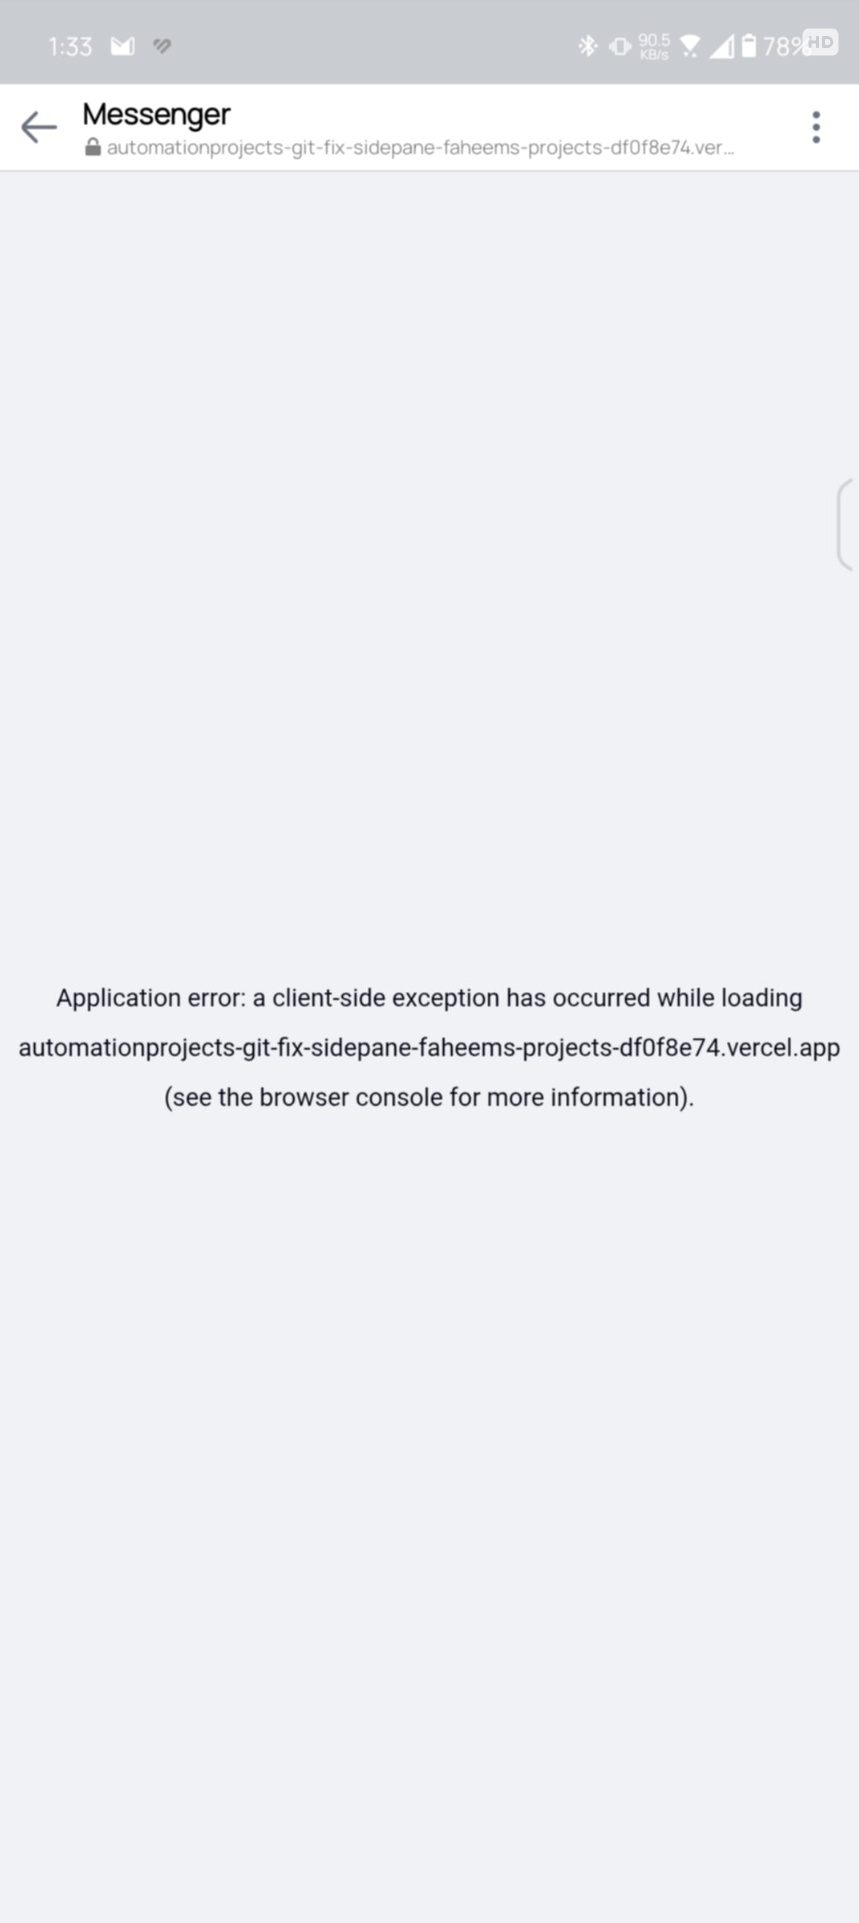 1:33
90.5
KB/s
78%
HD
Messenger
automationprojects-git-fix-sidepane-faheems-projects-df0f8e74.ver...
Application error: a client-side exception has occurred while loading
automationprojects-git-fix-sidepane-faheems-projects-df0f8e74.vercel.app
(see the browser console for more information).